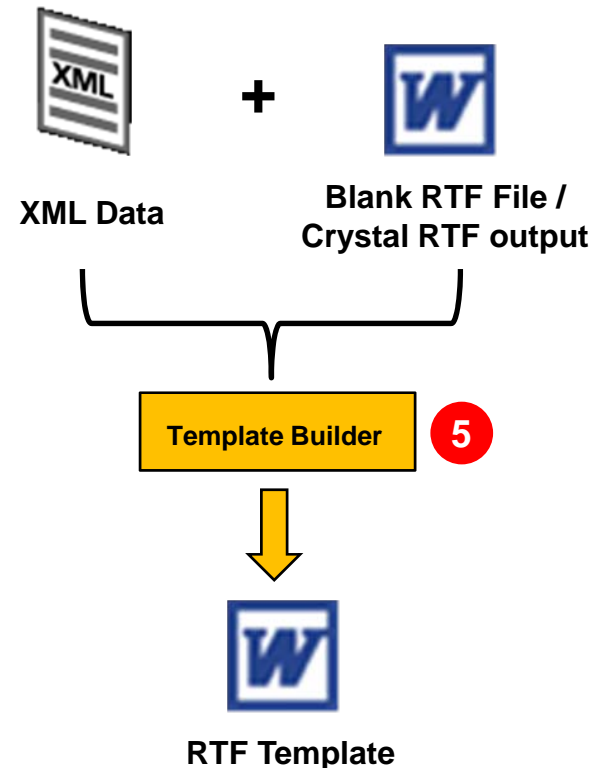 XML
+
W
XML Data
Blank RTF File /
Crystal RTF output
Template Builder
5
W
RTF Template